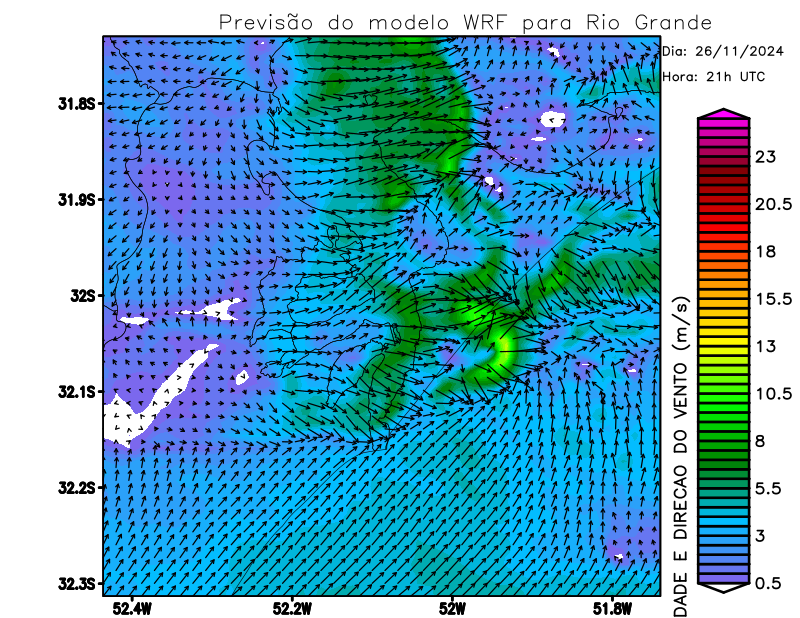 Previsão do modelo WRF para Rio Grande
Dia: 26/11/2024
Hora: 21h UTC
31.8S
31.9S
32S
32.1S
32.2S
32.3S
52.4W
52.2W
52W
51.8W
DADE E DIRECAO DO VENTO (m/s)
23
20.5
18
15.5
13
10.5
8
5.5
3
0.5